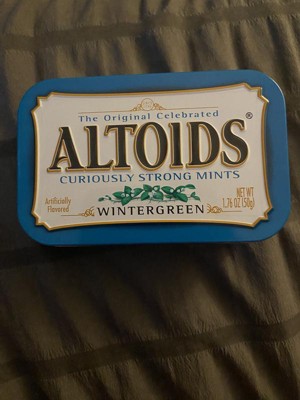 The Original Celebrated
ALTOIDS®
CURIOUSLY STRONG MINTS
Artificially
Flavored
WINTERGREEN
NET WT
1.76 OZ (50g)